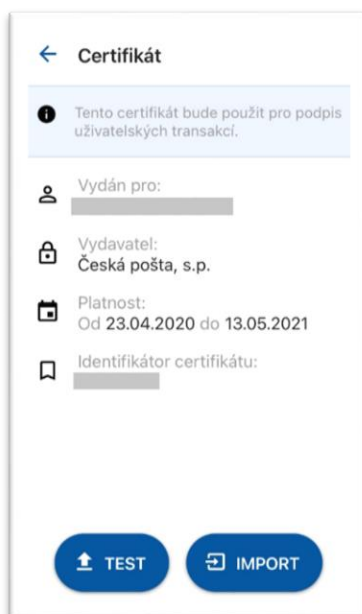 Certifikát
Tento certifikát bude použit pro podpis
uživatelských transakcí.
Vydán pro:
Vydavatel:
Česká pošta, s.p.
Platnost:
Od 23.04.2020 do 13.05.2021
Identifikátor certifikátu:
TEST
IMPORT